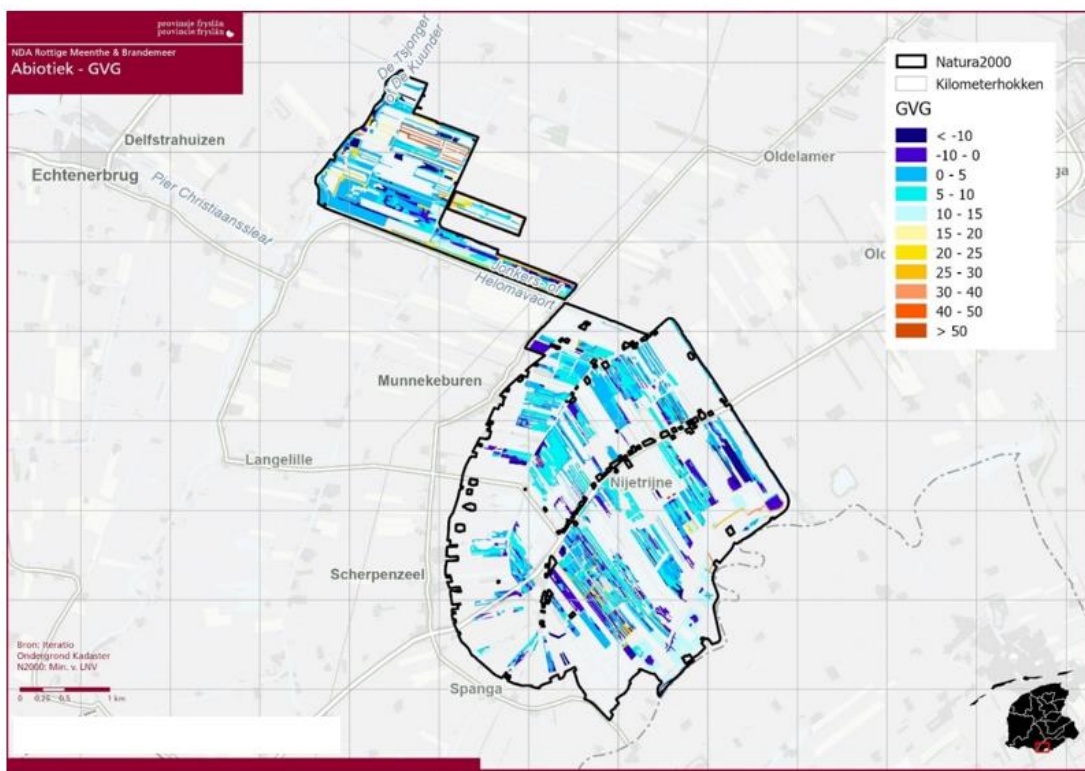 provinsje fryslân
provincie fryslân
NDA Rottige Meenthe & Brandemeer
Abiotiek - GVG
De Tsjonger
of De Kuunder
Natura2000
Kilometerhokken
GVG
< -10
-10 - 0
0 - 5
5 - 10
10 - 15
15 - 20
20 - 25
25 - 30
30 - 40
40 - 50
> 50
Delfstrahuizen
Oldelamer
Echtenerbrug
Pier Christiaansslear
Jonkers- of
Helomavaort
Munnekeburen
Langelille
Nijetrijne
Scherpenzeel
Spanga
Bron: Iteratio
Ondergrond Kadaster
N2000: Min. v. LNV
0 0,25 0,5 1 km